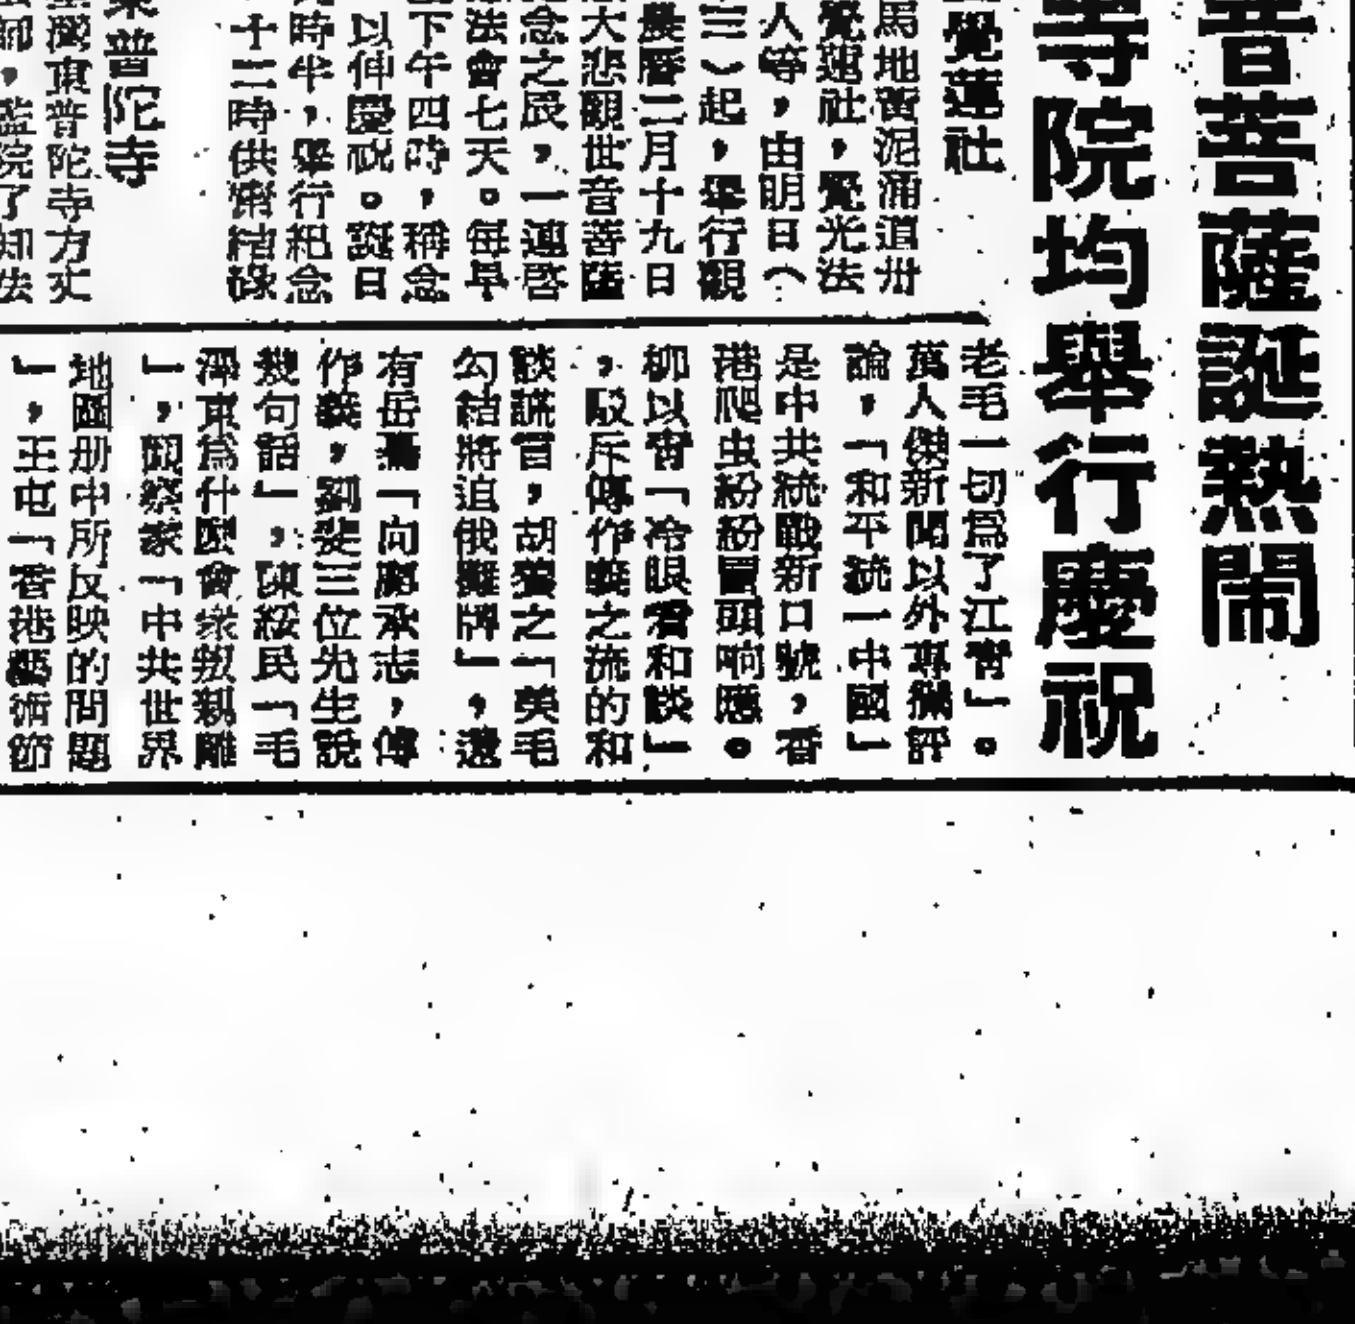 音菩薩誕熱鬧
寺院均舉行慶祝
覺蓮社
馬地黃泥涌道卅
覺蓮社，覺光法
人等，由明日（
三）起，舉行觀
農曆二月十九日
大悲觀世音菩薩
念之辰，一連啓
法會七天。每早
下午四時，稱念
以伸慶祝。誕日
時半，舉行紀念
十二時供齋結緣
東普陀寺
灣東普陀寺方丈
師，監院了知法
老毛一切爲了江青」。
萬人傑新聞以外專欄評
論，「和平統一中國」
是中共統戰新口號，香
港爬虫紛紛冒頭响應。
柳以青「冷眼看和談」
，駁斥傅作義之流的和
談謊言，胡養之「美毛
勾結將迫俄攤牌」，還
有岳騫「向廖承志，傅
作義，劉斐三位先生說
幾句話」，陳綏民「毛
澤東爲什麼會衆叛親離
」，觀察家「中共世界
地圖册中所反映的問題
」，王屯「香港藝術節